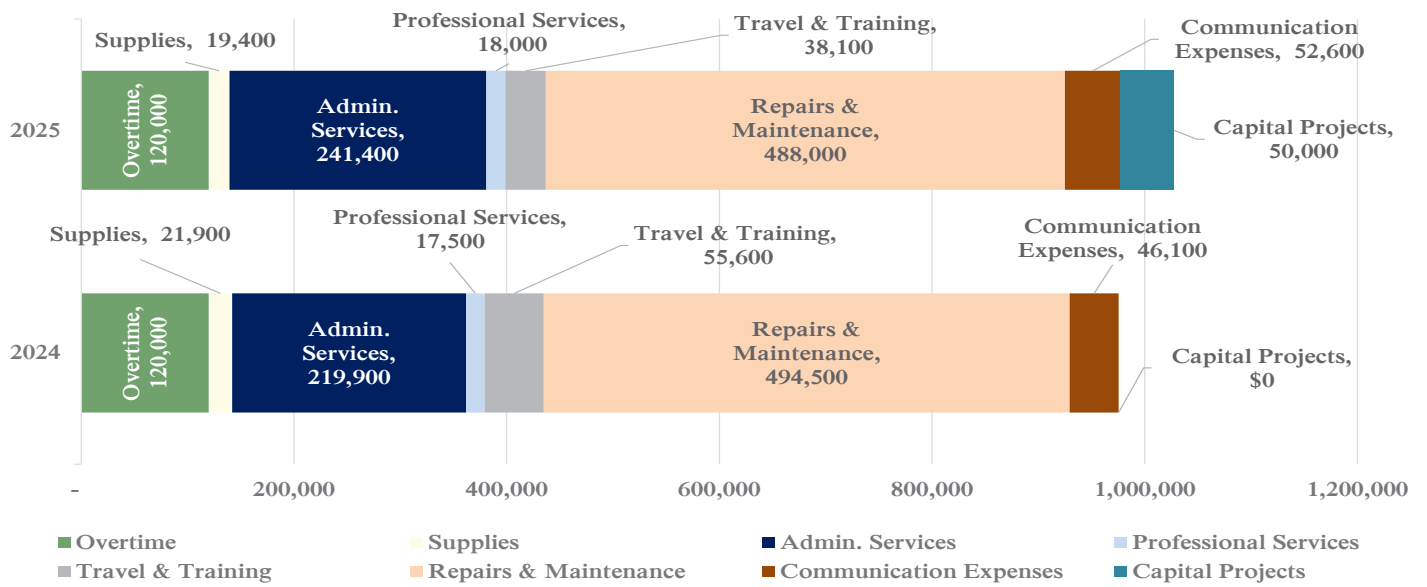 Professional Services,
18,000
Travel & Training,
38,100
Communication
Expenses, 52,600
Supplies, 19,400
2025
Overtime,
120,000
Admin.
Services,
241,400
Repairs &
Maintenance,
488,000
Capital Projects,
50,000
Professional Services,
17,500
Supplies, 21,900
Travel & Training,
55,600
Communication
Expenses, 46,100
2024
Overtime,
120,000
Admin.
Services,
219,900
Repairs &
Maintenance,
494,500
Capital Projects,
$0
- 200,000 400,000 600,000 800,000 1,000,000 1,200,000
Overtime Supplies Admin. Services Professional Services
Travel & Training Repairs & Maintenance Communication Expenses Capital Projects